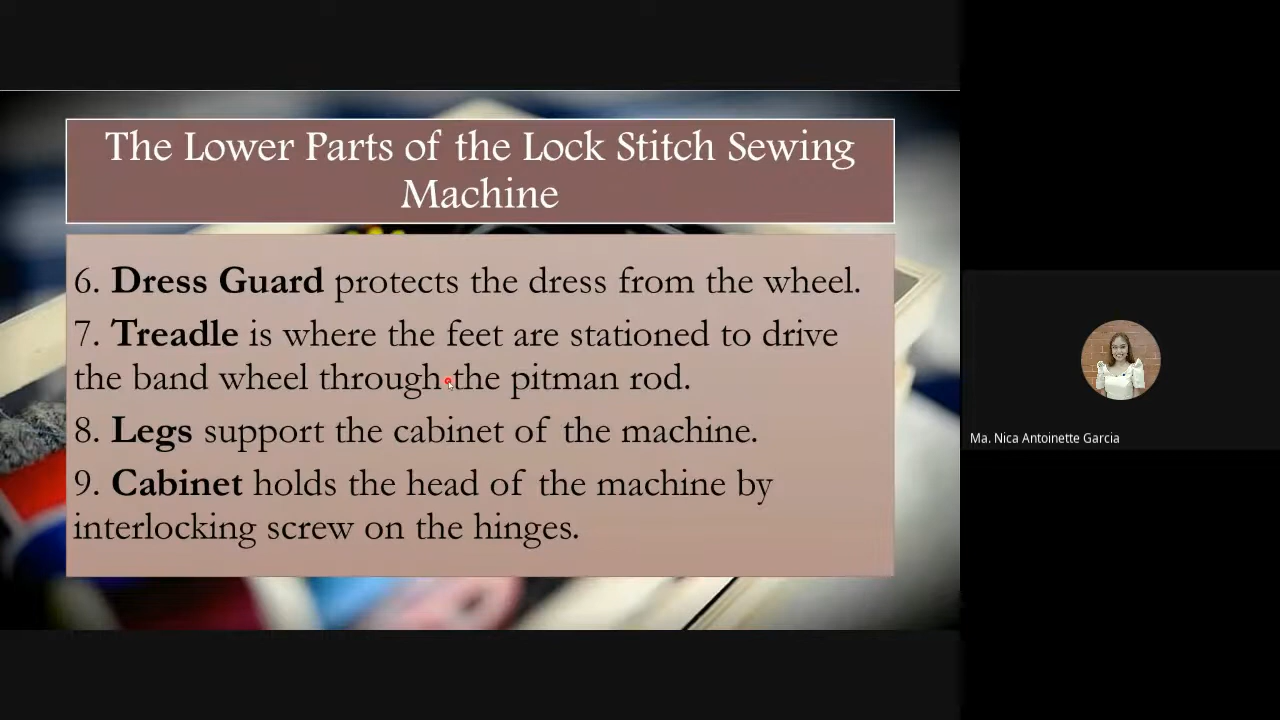 The Lower Parts of the Lock Stitch Sewing
Machine
6. Dress Guard protects the dress from the wheel.
7. Treadle is where the feet are stationed to drive
the band wheel through the pitman rod.
8. Legs support the cabinet of the machine.
9. Cabinet holds the head of the machine by
interlocking screw on the hinges.
Ma. Nica Antoinette Garcia